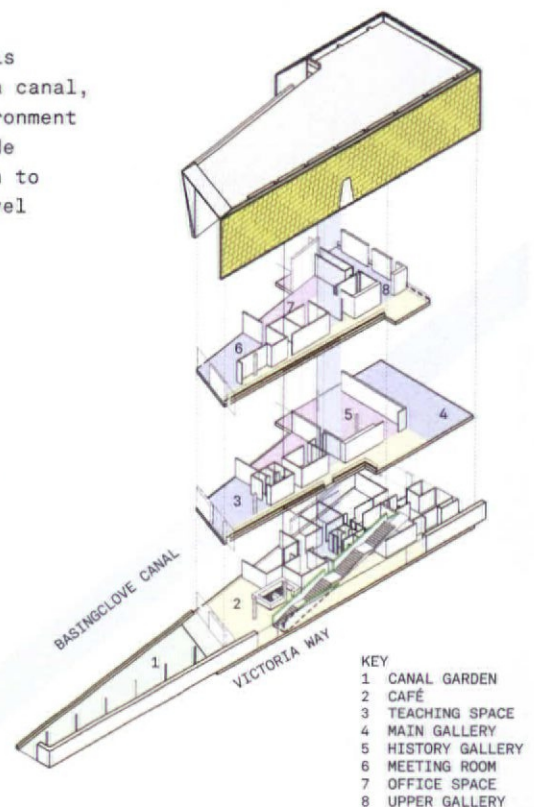 a canal,
ronment
to
8
7
6
5
4
3
2
1
BASINGCLOVE CANAL
VICTORIA WAY
KEY
1 CANAL GARDEN
2 CAFÉ
3 TEACHING SPACE
4 MAIN GALLERY
5 HISTORY GALLERY
6 MEETING ROOM
7 OFFICE SPACE
8 UPPER GALLERY